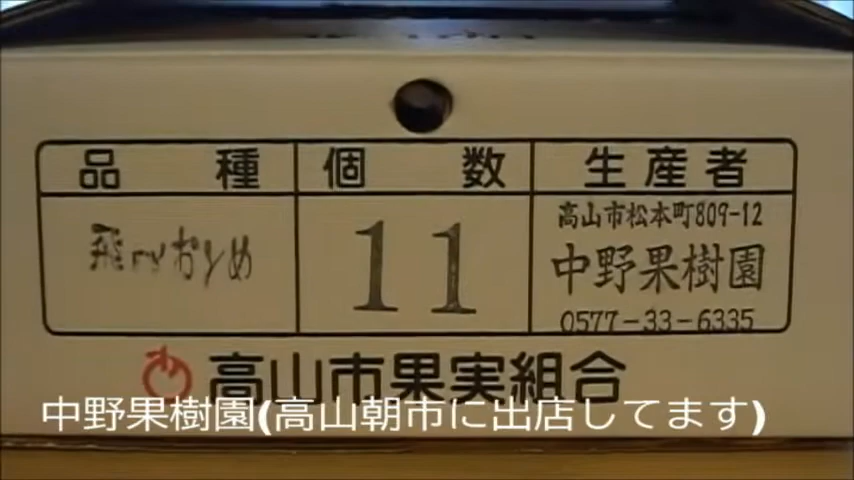 品種 個数 生産者
飛騨おとめ 11 高山市松本町809-12
中野果樹園
0577-33-6335
高山市果実組合
中野果樹園(高山朝市に出店してます)